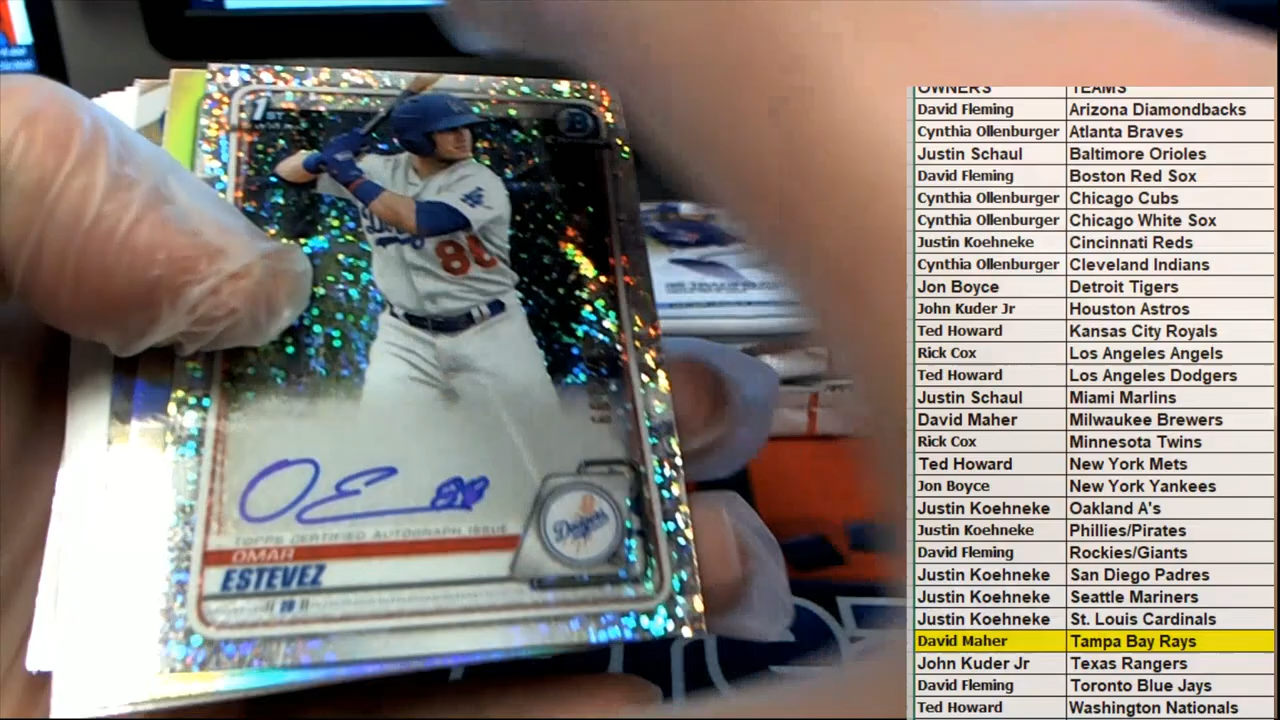 1ST
B
Dodgers
LA
88
OE 88
TOPPS CERTIFIED AUTOGRAPH ISSUE
OMAR
ESTEVEZ
2B
Dodgers
OWNERS TEAMS
David Fleming Arizona Diamondbacks
Cynthia Ollenburger Atlanta Braves
Justin Schaul Baltimore Orioles
David Fleming Boston Red Sox
Cynthia Ollenburger Chicago Cubs
Cynthia Ollenburger Chicago White Sox
Justin Koehneke Cincinnati Reds
Cynthia Ollenburger Cleveland Indians
Jon Boyce Detroit Tigers
John Kuder Jr Houston Astros
Ted Howard Kansas City Royals
Rick Cox Los Angeles Angels
Ted Howard Los Angeles Dodgers
Justin Schaul Miami Marlins
David Maher Milwaukee Brewers
Rick Cox Minnesota Twins
Ted Howard New York Mets
Jon Boyce New York Yankees
Justin Koehneke Oakland A's
Justin Koehneke Phillies/Pirates
David Fleming Rockies/Giants
Justin Koehneke San Diego Padres
Justin Koehneke Seattle Mariners
Justin Koehneke St. Louis Cardinals
David Maher Tampa Bay Rays
John Kuder Jr Texas Rangers
David Fleming Toronto Blue Jays
Ted Howard Washington Nationals